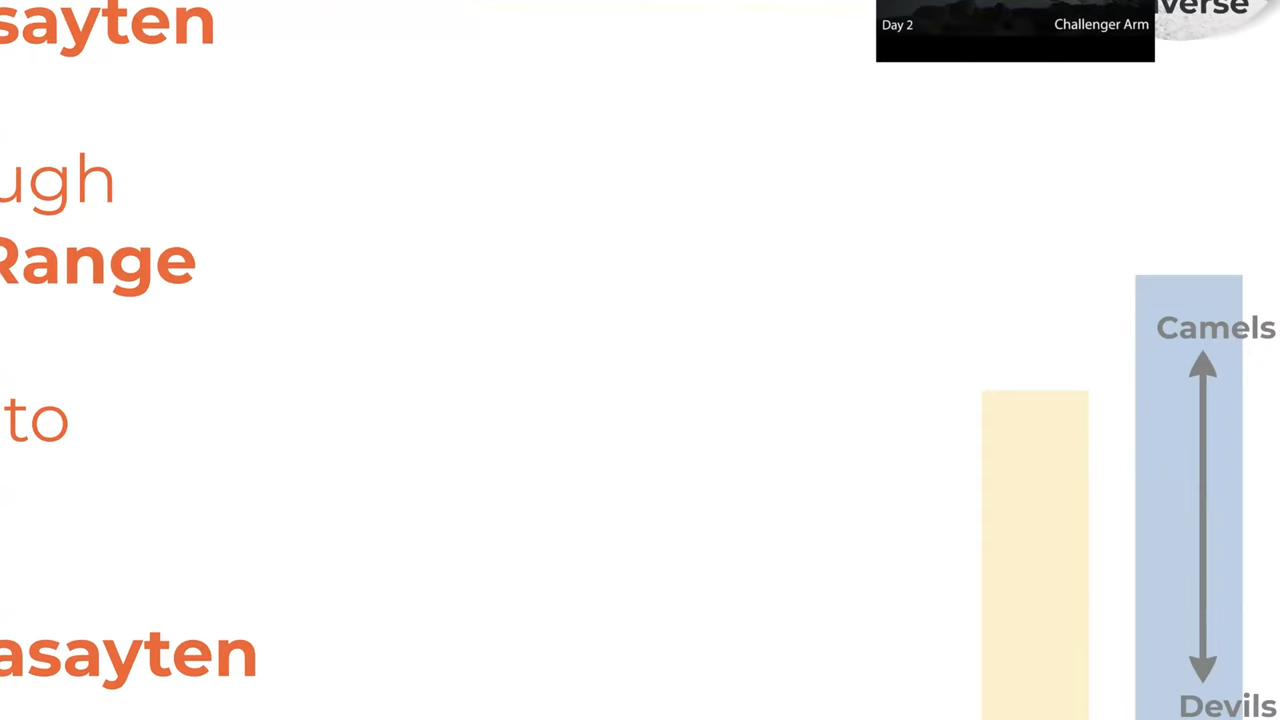 sayten
Day 2
Challenger Arm
verse
ugh
Range
Camels
to
asayten
Devils